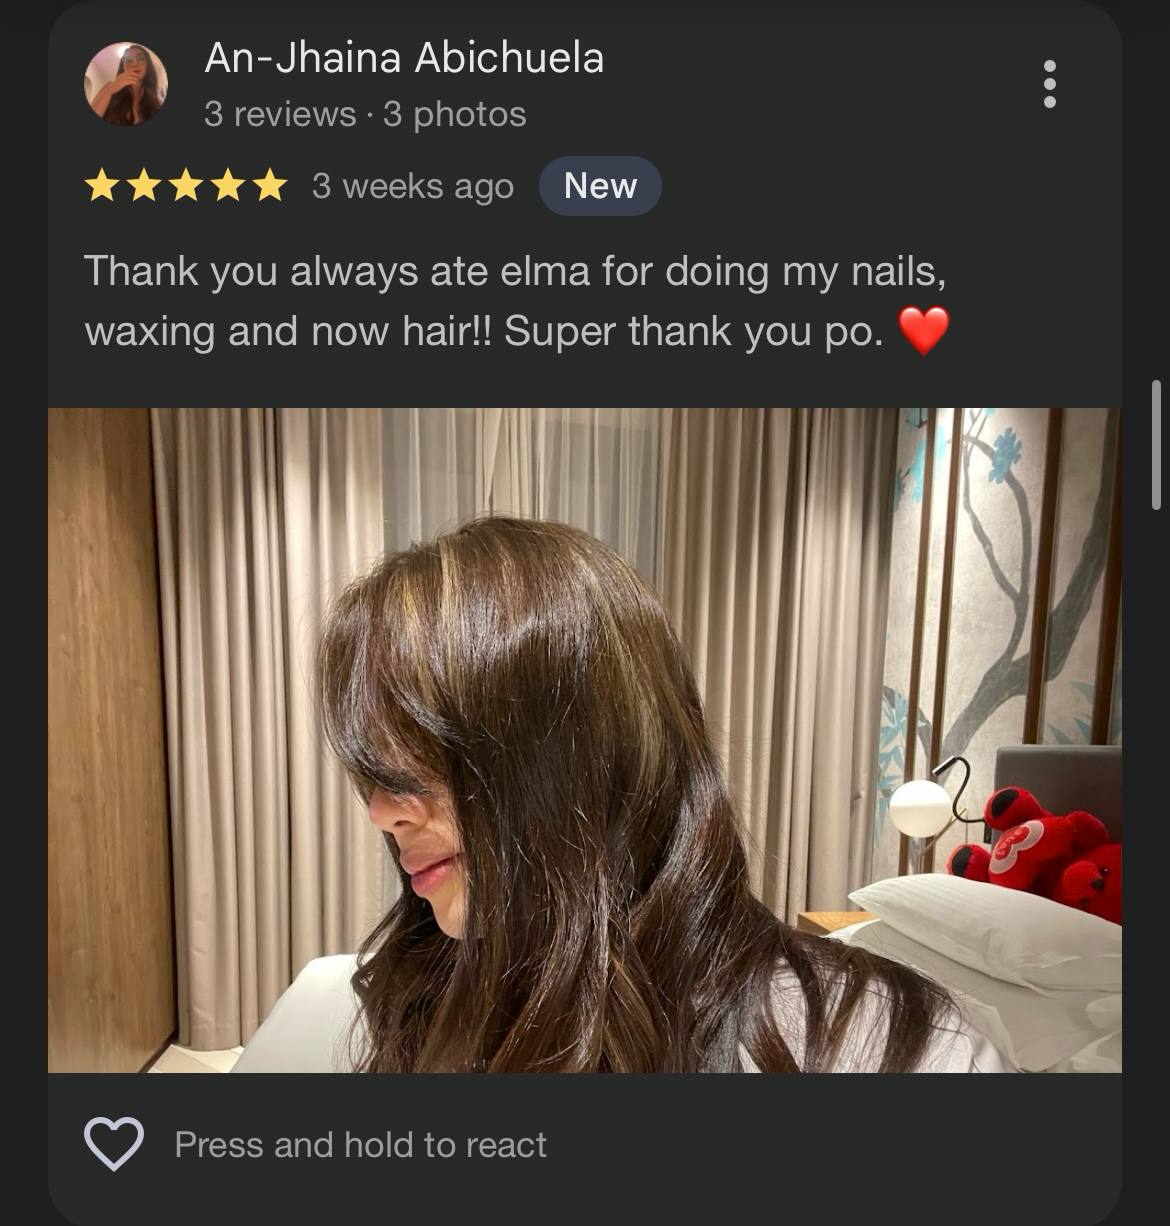 An-Jhaina Abichuela
3 reviews · 3 photos
3 weeks ago New
Thank you always ate elma for doing my nails,
waxing and now hair!! Super thank you po. ❤️
Press and hold to react